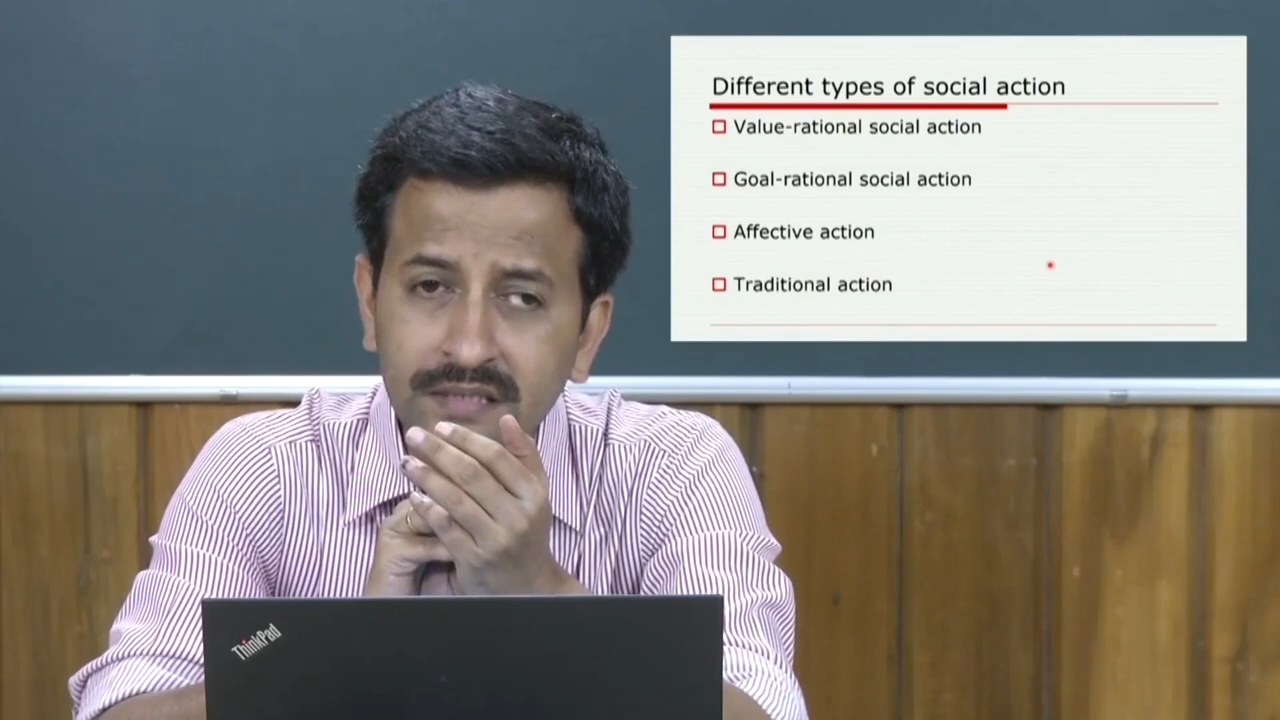 Different types of social action
Value-rational social action
Goal-rational social action
Affective action
Traditional action
ThinkPad